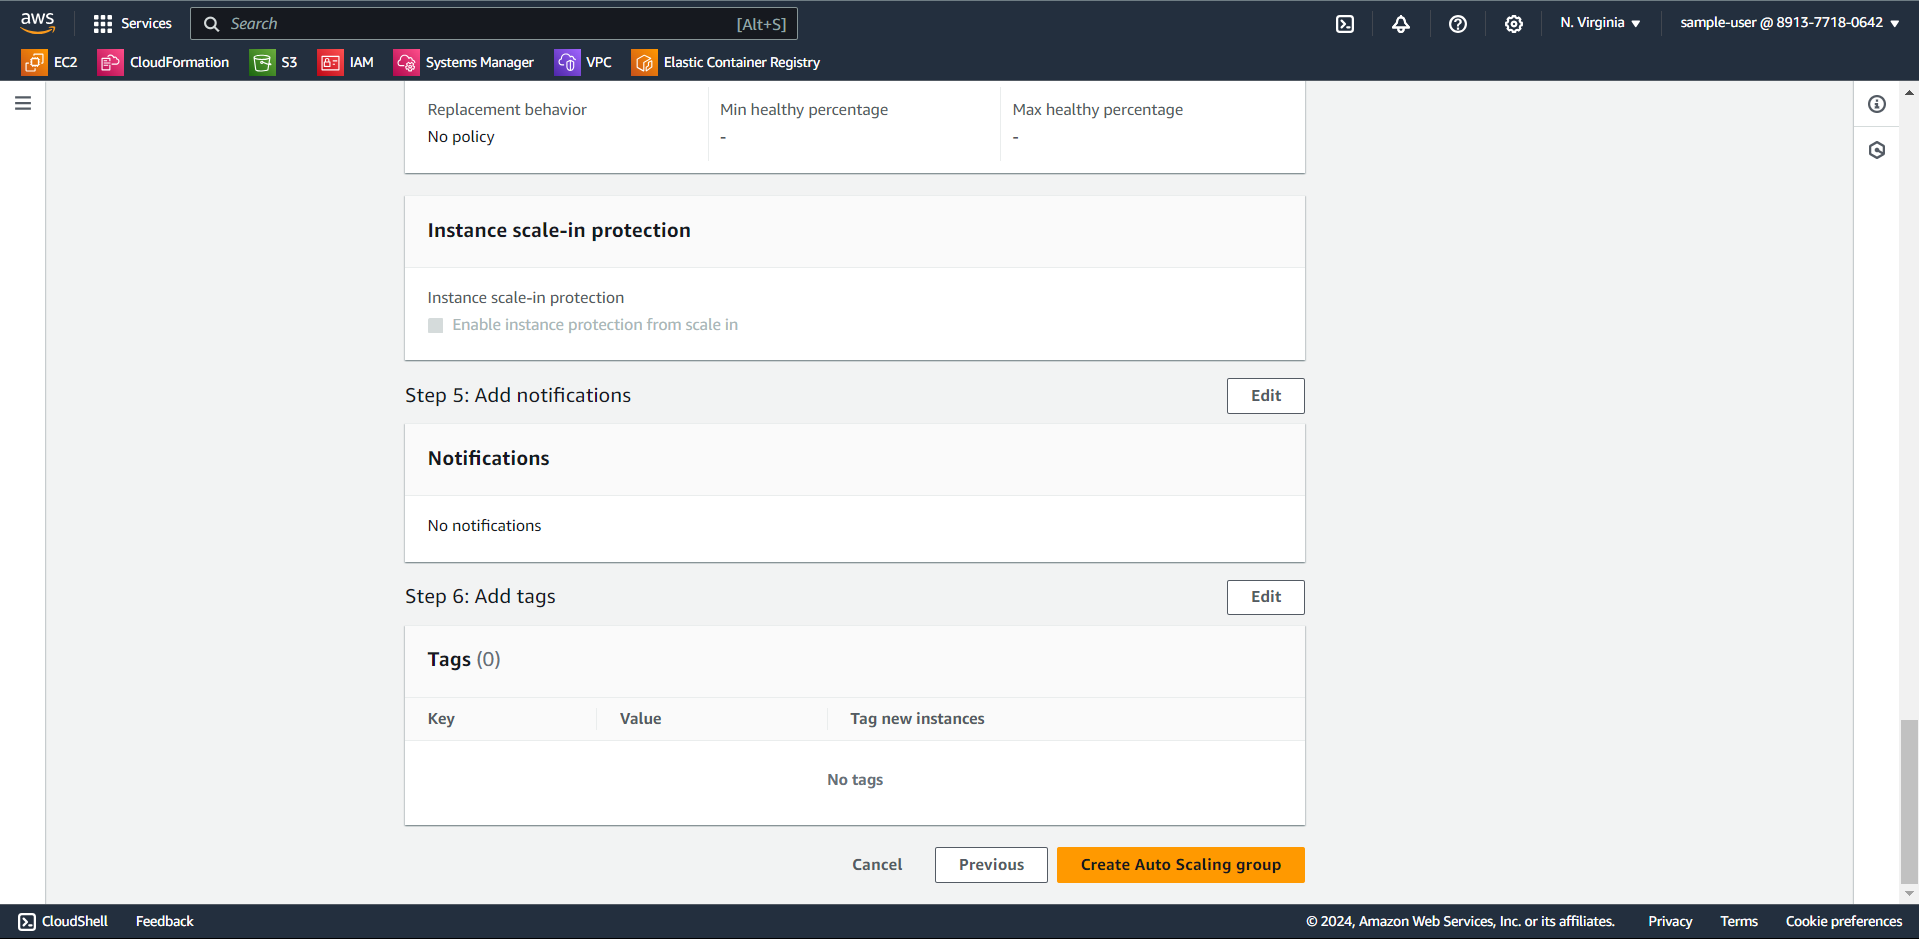 aws Services Search [Alt+S] N. Virginia sample-user @ 8913-7718-0642
EC2 CloudFormation S3 IAM Systems Manager VPC Elastic Container Registry
Replacement behavior Min healthy percentage Max healthy percentage
No policy - -
Instance scale-in protection
Instance scale-in protection
Enable instance protection from scale in
Step 5: Add notifications Edit
Notifications
No notifications
Step 6: Add tags Edit
Tags (0)
Key Value Tag new instances
No tags
Cancel Previous Create Auto Scaling group
CloudShell Feedback © 2024, Amazon Web Services, Inc. or its affiliates. Privacy Terms Cookie preferences